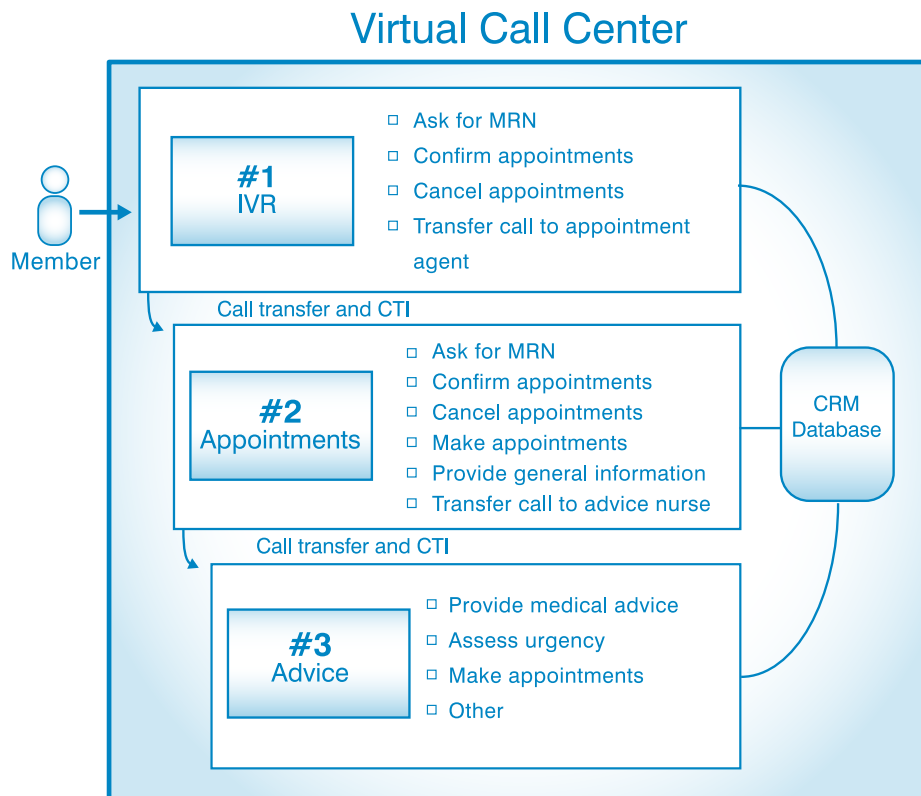 Virtual Call Center
Member
#1
IVR
Ask for MRN
Confirm appointments
Cancel appointments
Transfer call to appointment
agent
Call transfer and CTI
#2
Appointments
Ask for MRN
Confirm appointments
Cancel appointments
Make appointments
Provide general information
Transfer call to advice nurse
CRM
Database
Call transfer and CTI
#3
Advice
Provide medical advice
Assess urgency
Make appointments
Other